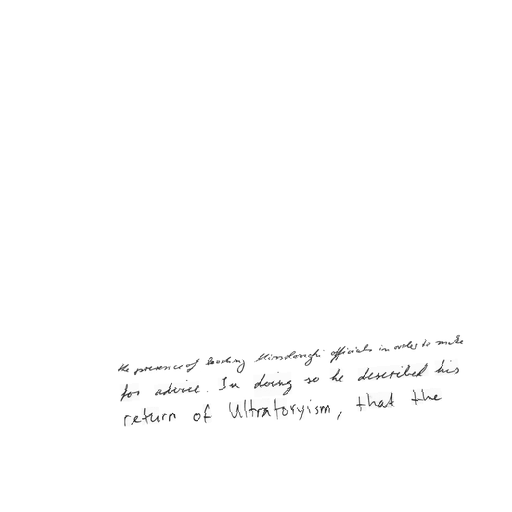 the presence of leading Missolonghi officials in order to make
for advice. In doing so he described his
return of Ultratoryism, that the